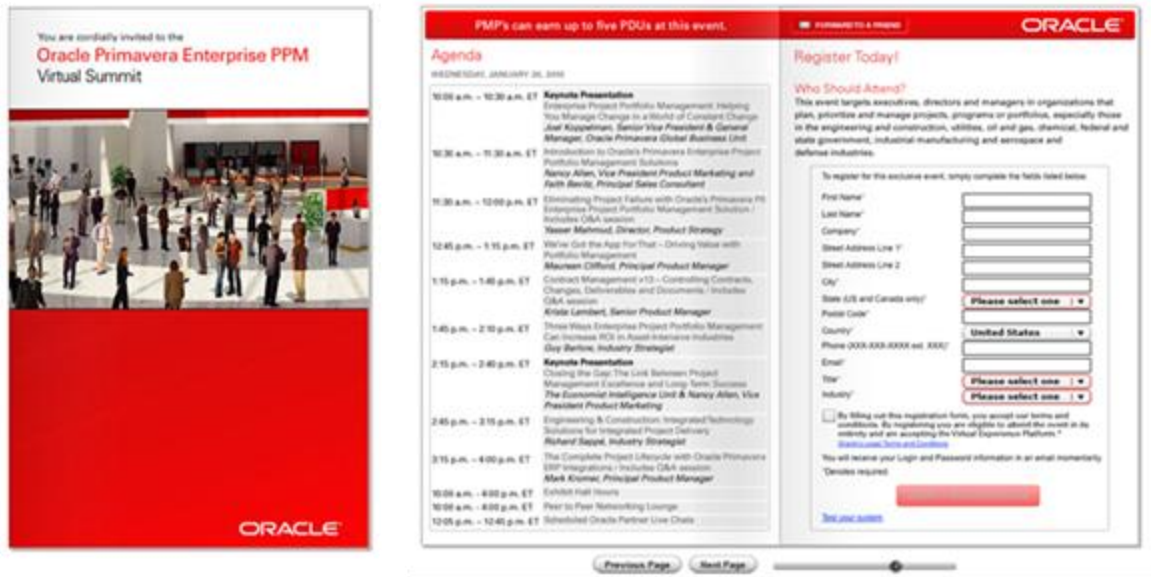 You are cordially invited to the
Oracle Primavera Enterprise PPM
Virtual Summit
ORACLE
PMP's can earn up to five PDUs at this event.
FORWARD TO A FRIEND
ORACLE
Agenda
WEDNESDAY, JANUARY
10:00 a.m. – 10:30 a.m. ET Keynote Presentation
Enterprise Project Portfolio Management: Helping
You Manage Change in a World of Constant Change
Joel Koppelman, Senior Vice President & General
Manager, Oracle Primavera Global Business Unit
10:30 a.m. – 11:30 a.m. ET Introduction to Oracle's Primavera Enterprise Project
Portfolio Management Solutions
Nancy Allen, Vice President Product Marketing and
Faith Principal Sales Consultant
11:30 a.m. – 12:00 p.m. ET Eliminating Project Failure with Oracle's Primavera P6
Enterprise Project Portfolio Management Solution /
Includes Q&A session
Yasser Mahmud, Director, Product Strategy
12:45 p.m. – 1:15 p.m. ET We've Got the App For That – Driving Value with
Portfolio Management
Maureen Clifford, Principal Product Manager
1:15 p.m. – 1:45 p.m. ET Contract Management v13 – Controlling Contracts,
Changes, Deliverables and Documents / Includes
Q&A session
Krista Lambert, Senior Product Manager
1:45 p.m. – 2:10 p.m. ET Three Ways Enterprise Project Portfolio Management
Can Increase ROI in Asset-Intensive Industries
Guy Barlow, Industry Strategist
2:15 p.m. – 2:40 p.m. ET Keynote Presentation
Closing the Gap: The Link Between Project
Management Excellence and Long-Term Success
The Economist Intelligence Unit & Nancy Allen, Vice
President Product Marketing
2:45 p.m. – 3:15 p.m. ET Engineering & Construction: Integrated Technology
Solutions for Integrated Project Delivery
Richard Sappé, Industry Strategist
3:15 p.m. – 4:00 p.m. ET The Complete Project Lifecycle with Oracle Primavera
ERP Integrations / Includes Q&A session
Mark Kromer, Principal Product Manager
10:00 a.m. - 4:00 p.m. ET Exhibit Hall Hours
10:00 a.m. - 4:00 p.m. ET Peer to Peer Networking Lounge
12:05 p.m. – 12:45 p.m. ET Scheduled Oracle Partner Live Chats
Register Today!
Who Should Attend?
This event targets executives, directors and managers in organizations that
plan, prioritize and manage projects, programs or portfolios, especially those
in the engineering and construction, utilities, oil and gas, chemical, federal and
state government, industrial manufacturing and aerospace and
defense industries.
To register for this exclusive event, simply complete the fields listed below.
First Name*
Last Name*
Company*
Street Address Line 1*
Street Address Line 2
City*
State (US and Canada only)* Please select one
Postal Code*
Country* United States
Phone (XXX-XXX-XXXX ext. XXX)*
Email*
Title* Please select one
Industry* Please select one
By filling out this registration form, you accept our terms and
conditions. By registering you are eligible to attend the event in its
entirety and are accepting the Virtual Experience Platform. *
Legal Terms and Conditions
You will receive your Login and Password information in an email momentarily.
*Denotes required.
Test your system
Previous Page
Next Page